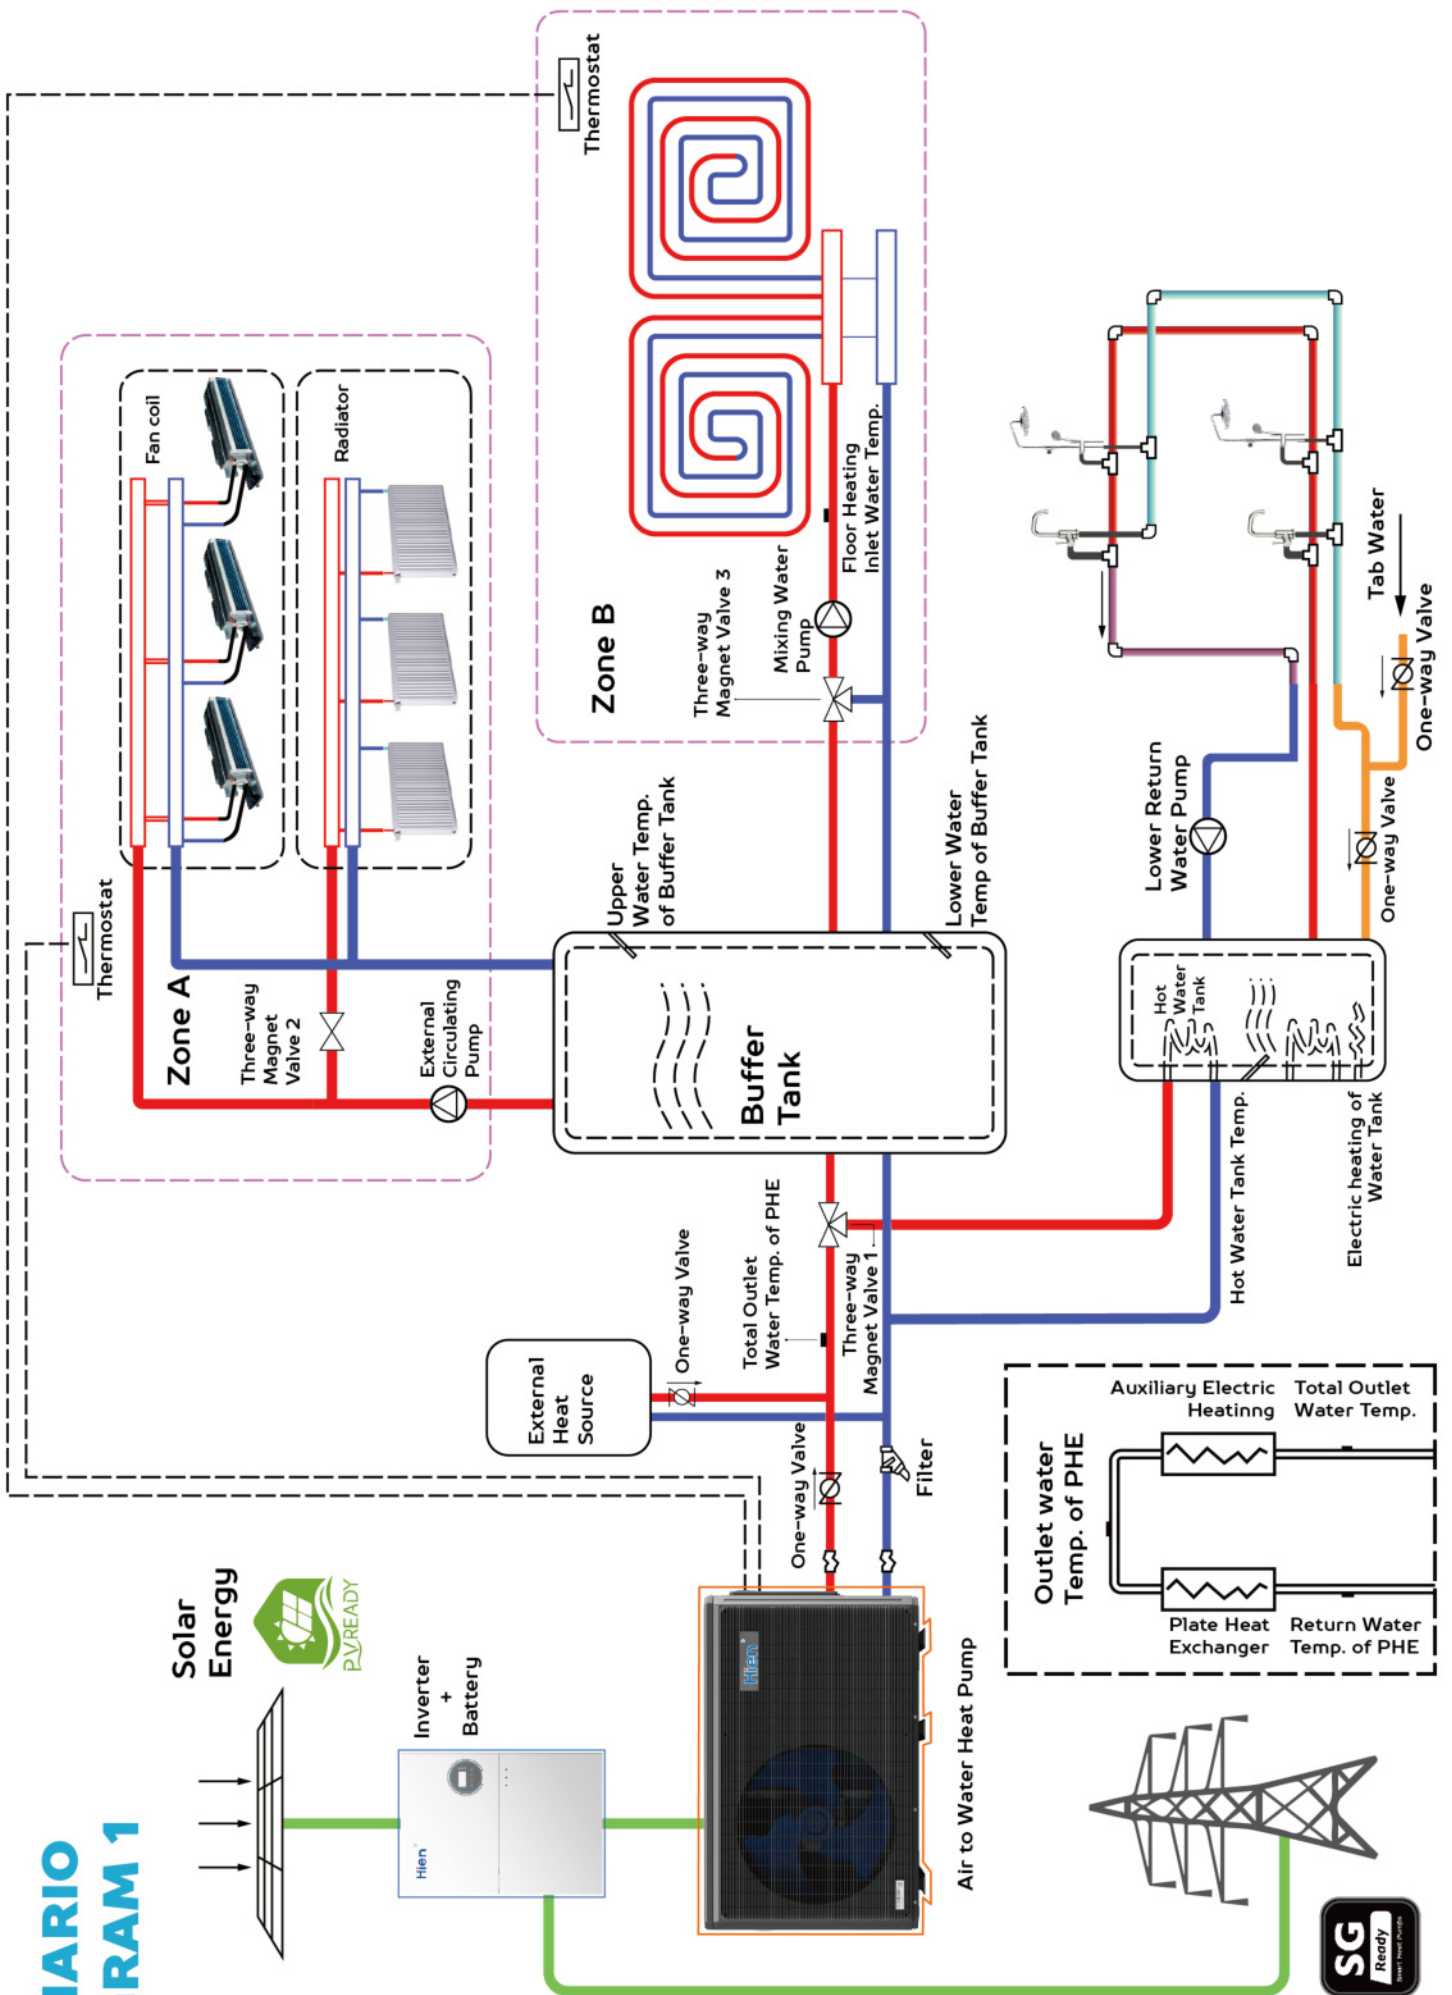 NARIO
RAM 1
Solar
Energy
PVREADY
Inverter
+
Battery
Hien
Hien
Air to Water Heat Pump
SG
Ready
Thermostat
Thermostat
Zone A
Fan coil
Radiator
Three-way
Magnet
Valve 2
External
Circulating
Pump
External
Heat
Source
One-way Valve
One-way Valve
Filter
Total Outlet
Water Temp. of PHE
Three-way
Magnet Valve 1
Buffer
Tank
Upper
Water Temp.
of Buffer Tank
Lower Water
Temp of Buffer Tank
Zone B
Three-way
Magnet Valve 3
Mixing Water
Pump
Floor Heating
Inlet Water Temp.
Lower Return
Water Pump
Hot
Water
Tank
Hot Water Tank Temp.
Electric heating of
Water Tank
One-way Valve
One-way Valve
Tab Water
Outlet water
Temp. of PHE
Auxiliary Electric
Heatinng
Total Outlet
Water Temp.
Plate Heat
Exchanger
Return Water
Temp. of PHE